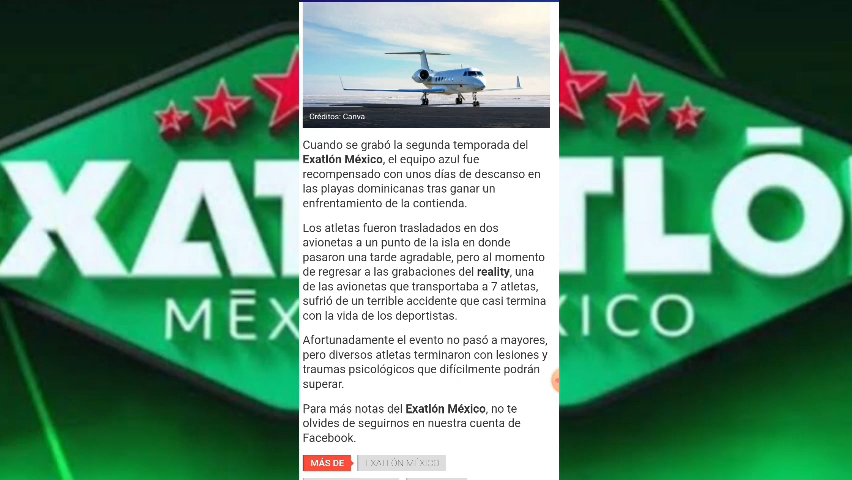 Créditos: Canva
Cuando se grabó la segunda temporada del
Exatlón México, el equipo azul fue
recompensado con unos días de descanso en
las playas dominicanas tras ganar un
enfrentamiento de la contienda.
Los atletas fueron trasladados en dos
avionetas a un punto de la isla en donde
pasaron una tarde agradable, pero al momento
de regresar a las grabaciones del reality, una
de las avionetas que transportaba a 7 atletas,
sufrió de un terrible accidente que casi termina
con la vida de los deportistas.
Afortunadamente el evento no pasó a mayores,
pero diversos atletas terminaron con lesiones y
traumas psicológicos que difícilmente podrán
superar.
Para más notas del Exatlón México, no te
olvides de seguirnos en nuestra cuenta de
Facebook.
MÁS DE EXATLÓN MÉXICO
XATLŌ
MĒXICO